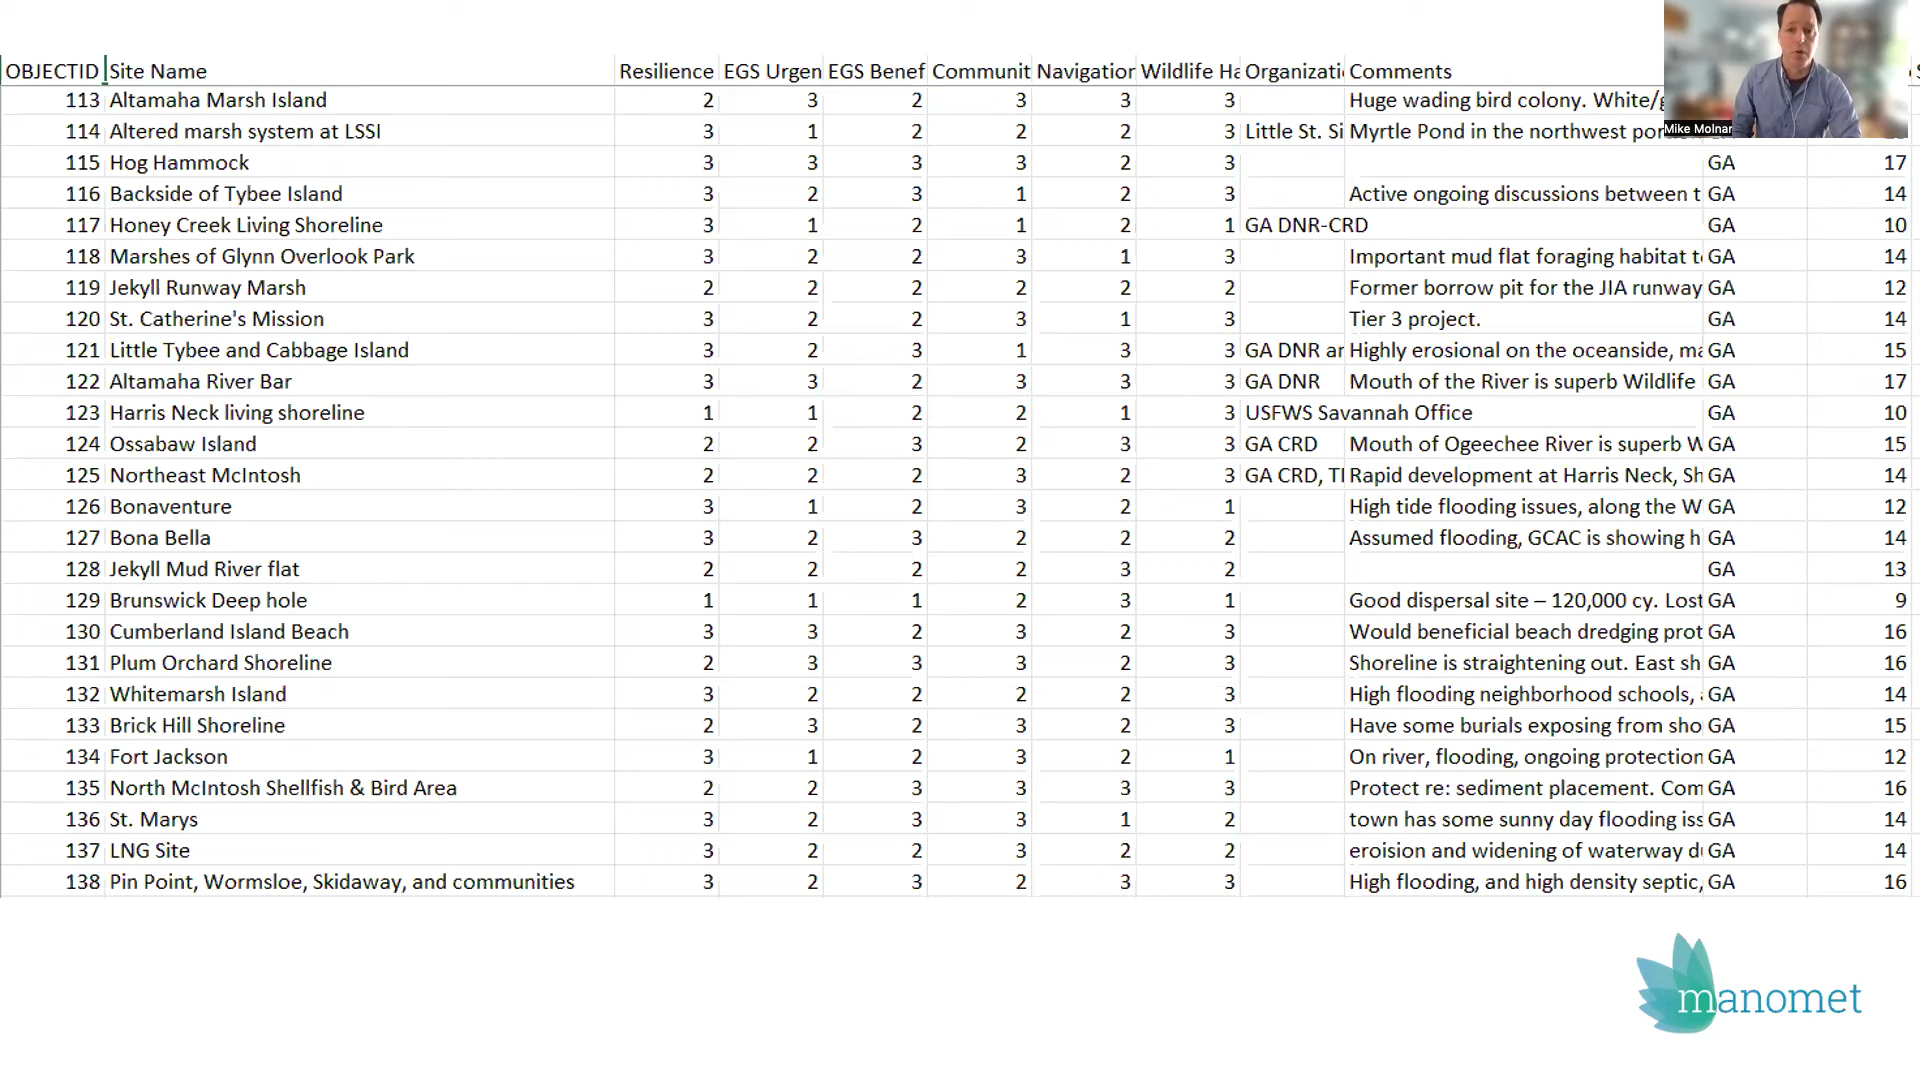 OBJECTID Site Name Resilience EGS Urgen EGS Benef Communit Navigation Wildlife Ha Organizati Comments
113 Altamaha Marsh Island 2 3 2 3 3 3 Huge wading bird colony. White/g
114 Altered marsh system at LSSI 3 1 2 2 2 3 Little St. Si Myrtle Pond in the northwest por
Mike Molnar
115 Hog Hammock 3 3 3 3 2 3 GA 17
116 Backside of Tybee Island 3 2 3 1 2 3 Active ongoing discussions between t GA 14
117 Honey Creek Living Shoreline 3 1 2 1 2 1 GA DNR-CRD GA 10
118 Marshes of Glynn Overlook Park 3 2 2 3 1 3 Important mud flat foraging habitat t GA 14
119 Jekyll Runway Marsh 2 2 2 2 2 2 Former borrow pit for the JIA runway GA 12
120 St. Catherine's Mission 3 2 2 3 1 3 Tier 3 project. GA 14
121 Little Tybee and Cabbage Island 3 2 3 1 3 3 GA DNR ar Highly erosional on the oceanside, ma GA 15
122 Altamaha River Bar 3 3 2 3 3 3 GA DNR Mouth of the River is superb Wildlife GA 17
123 Harris Neck living shoreline 1 1 2 2 1 3 USFWS Savannah Office GA 10
124 Ossabaw Island 2 2 3 2 3 3 GA CRD Mouth of Ogeechee River is superb W GA 15
125 Northeast McIntosh 2 2 2 3 2 3 GA CRD, TI Rapid development at Harris Neck, Sh GA 14
126 Bonaventure 3 1 2 3 2 1 High tide flooding issues, along the W GA 12
127 Bona Bella 3 2 3 2 2 2 Assumed flooding, GCAC is showing h GA 14
128 Jekyll Mud River flat 2 2 2 2 3 2 GA 13
129 Brunswick Deep hole 1 1 1 2 3 1 Good dispersal site – 120,000 cy. Lost GA 9
130 Cumberland Island Beach 3 3 2 3 2 3 Would beneficial beach dredging prot GA 16
131 Plum Orchard Shoreline 2 3 3 3 2 3 Shoreline is straightening out. East sh GA 16
132 Whitemarsh Island 3 2 2 2 2 3 High flooding neighborhood schools, GA 14
133 Brick Hill Shoreline 2 3 2 3 2 3 Have some burials exposing from sho GA 15
134 Fort Jackson 3 1 2 3 2 1 On river, flooding, ongoing protection GA 12
135 North McIntosh Shellfish & Bird Area 2 2 3 3 3 3 Protect re: sediment placement. Com GA 16
136 St. Marys 3 2 3 3 1 2 town has some sunny day flooding iss GA 14
137 LNG Site 3 2 2 3 2 2 eroision and widening of waterway d GA 14
138 Pin Point, Wormsloe, Skidaway, and communities 3 2 3 2 3 3 High flooding, and high density septic, GA 16
manomet